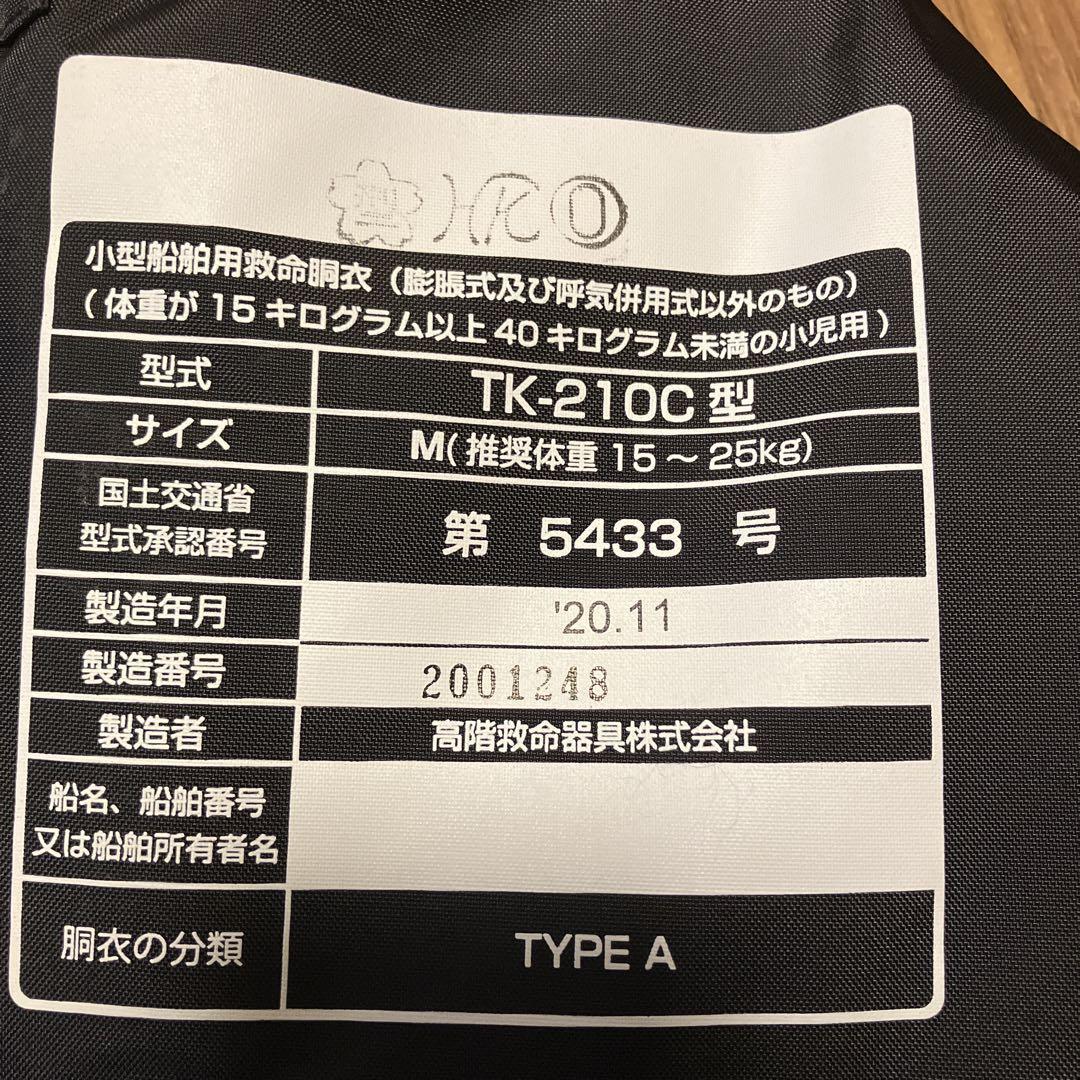 小型船舶用救命胴衣（膨脹式及び呼気併用式以外のもの）
（体重が15キログラム以上40キログラム未満の小児用）
型式 TK-210C 型
サイズ M（推奨体重 15 ～ 25kg）
国土交通省
型式承認番号 第 5433 号
製造年月 '20.11
製造番号 2001248
製造者 高階救命器具株式会社
船名、船舶番号
又は船舶所有者名
胴衣の分類 TYPE A